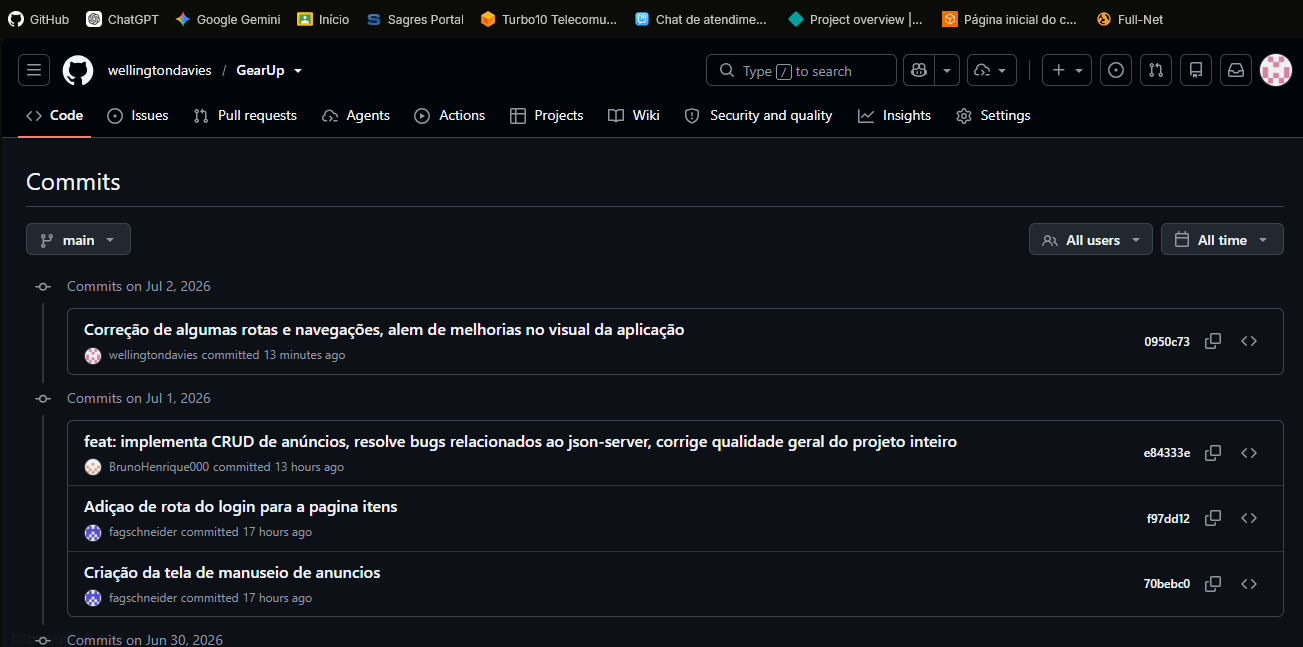 GitHub ChatGPT Google Gemini Início Sagres Portal Turbo10 Telecomu... Chat de atendime... Project overview |... Página inicial do c... Full-Net
wellingtondavies / GearUp Type / to search
Code Issues Pull requests Agents Actions Projects Wiki Security and quality Insights Settings
Commits
main All users All time
Commits on Jul 2, 2026
Correção de algumas rotas e navegações, alem de melhorias no visual da aplicação
wellingtondavies committed 13 minutes ago
0950c73
Commits on Jul 1, 2026
feat: implementa CRUD de anúncios, resolve bugs relacionados ao json-server, corrige qualidade geral do projeto inteiro
BrunoHenrique000 committed 13 hours ago
e84333e
Adiçao de rota do login para a pagina itens
fagschneider committed 17 hours ago
f97dd12
Criação da tela de manuseio de anuncios
fagschneider committed 17 hours ago
70bebc0
Commits on Jun 30, 2026